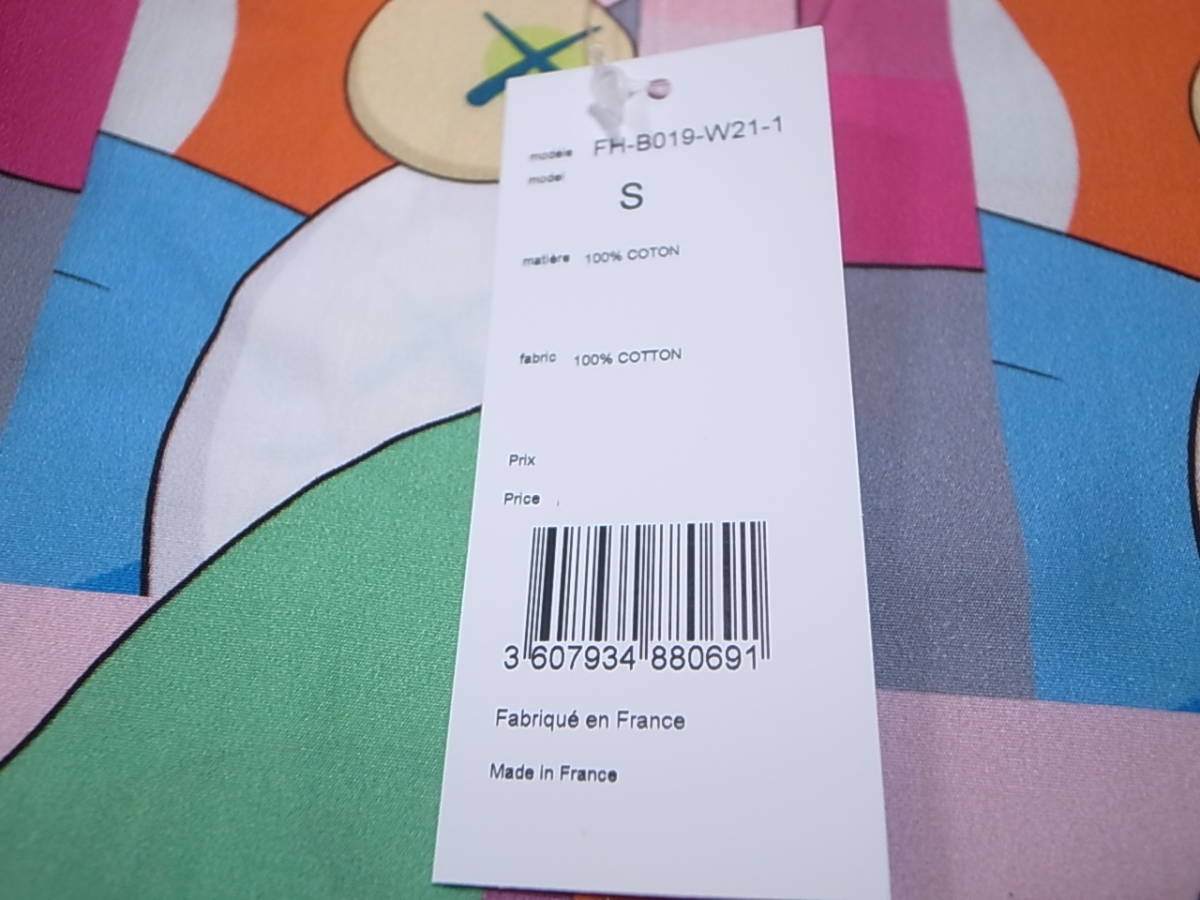 modèle FH-B019-W21-1
model
S
matière 100% COTON
fabric 100% COTTON
Prix
Price
3 607934 880691
Fabriqué en France
Made in France